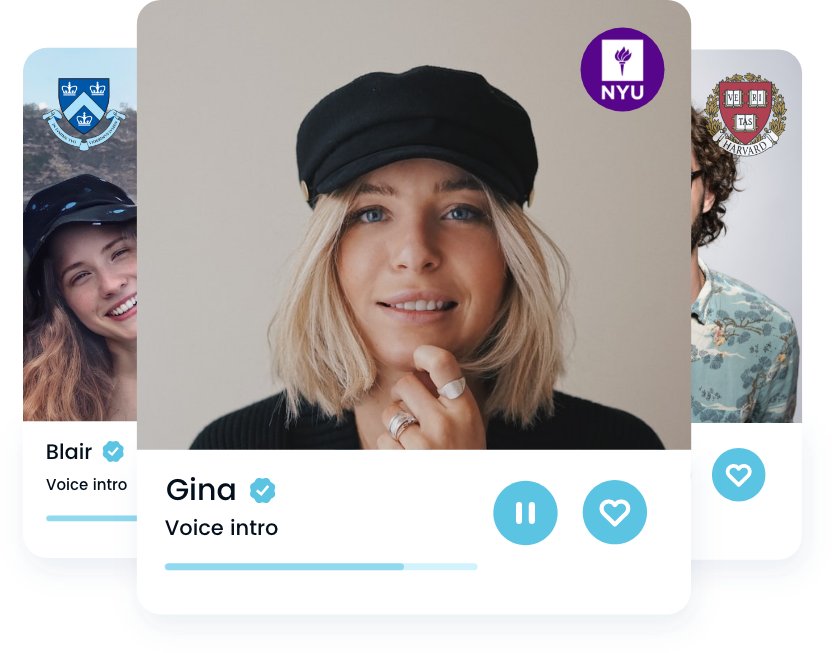 NYU
VE RI
TAS
HARVARD
Blair
Voice intro
Gina
Voice intro